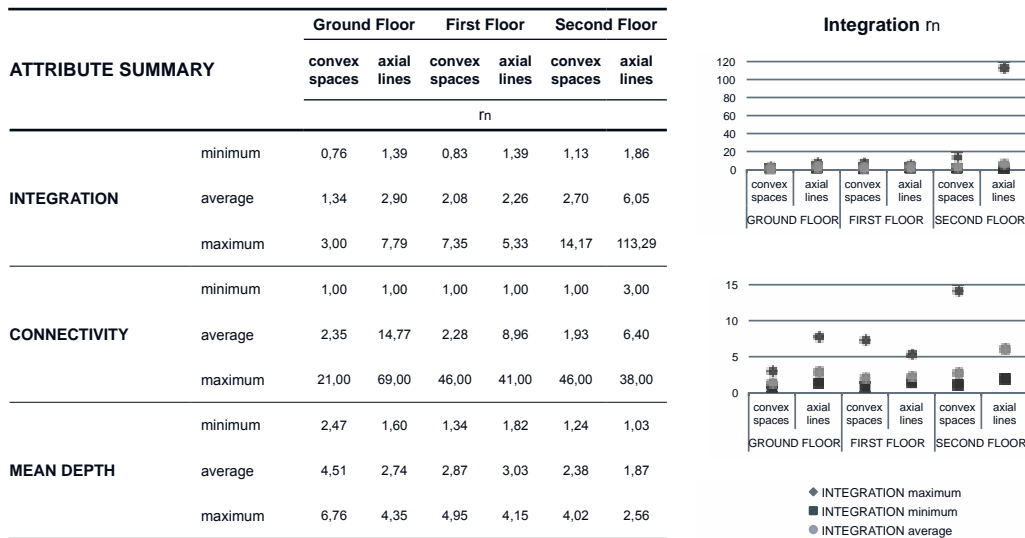 Ground Floor First Floor Second Floor
ATTRIBUTE SUMMARY
convex spaces axial lines convex spaces axial lines convex spaces axial lines
rn
INTEGRATION
minimum 0,76 1,39 0,83 1,39 1,13 1,86
average 1,34 2,90 2,08 2,26 2,70 6,05
maximum 3,00 7,79 7,35 5,33 14,17 113,29
CONNECTIVITY
minimum 1,00 1,00 1,00 1,00 1,00 3,00
average 2,35 14,77 2,28 8,96 1,93 6,40
maximum 21,00 69,00 46,00 41,00 46,00 38,00
MEAN DEPTH
minimum 2,47 1,60 1,34 1,82 1,24 1,03
average 4,51 2,74 2,87 3,03 2,38 1,87
maximum 6,76 4,35 4,95 4,15 4,02 2,56
Integration rn
120
100
80
60
40
20
0
convex axial convex axial convex axial
spaces lines spaces lines spaces lines
GROUND FLOOR FIRST FLOOR SECOND FLOOR
15
10
5
0
convex axial convex axial convex axial
spaces lines spaces lines spaces lines
GROUND FLOOR FIRST FLOOR SECOND FLOOR
INTEGRATION maximum
INTEGRATION minimum
INTEGRATION average